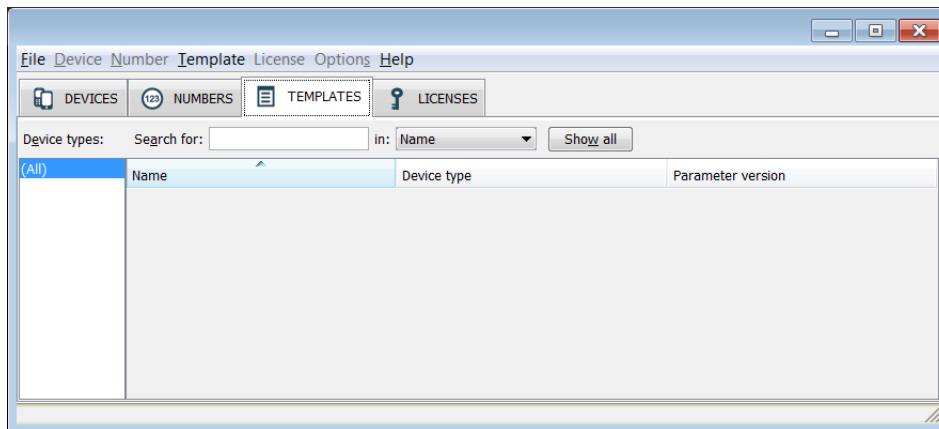 File Device Number Template License Options Help
DEVICES 123 NUMBERS TEMPLATES LICENSES
Device types: Search for: in: Name Show all
(All) Name Device type Parameter version